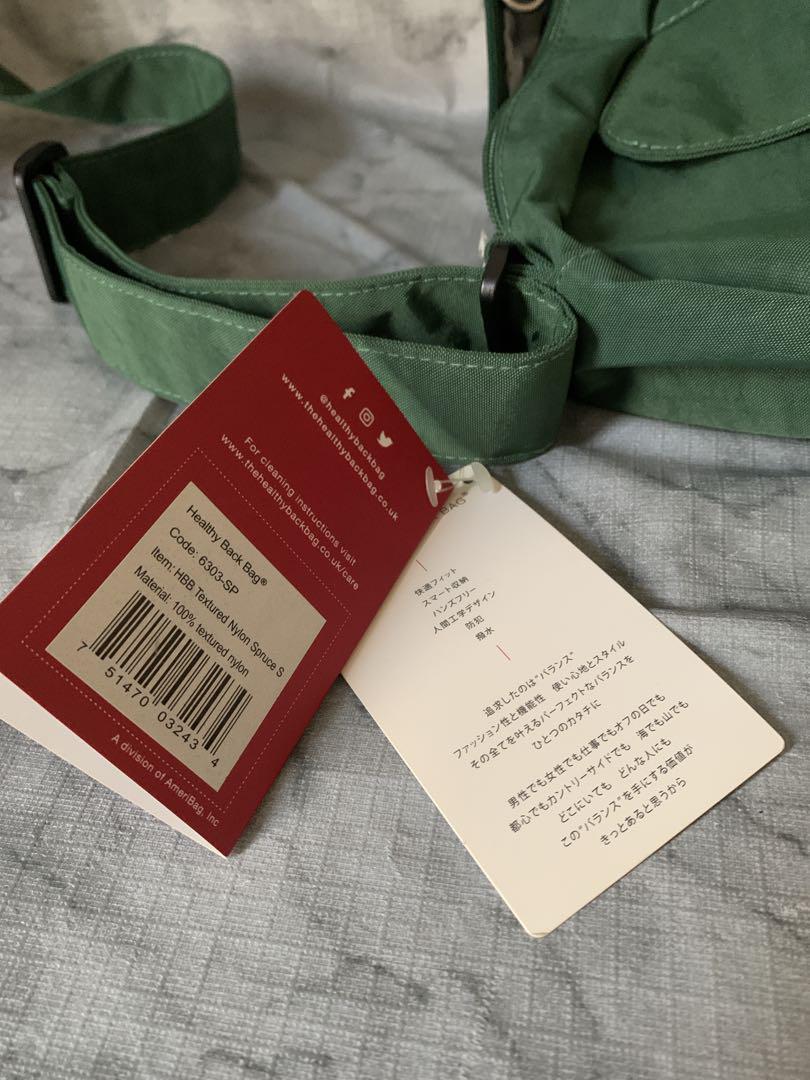 @healthybackbag
www.thehealthybackbag.co.uk
For cleaning instructions visit
www.thehealthybackbag.co.uk/care
Healthy Back Bag®
Code: 6303-SP
Item: HBB Textured Nylon Spruce S
Material: 100% textured nylon
7 51470 03243 4
A division of AmeriBag, Inc
BAG®
快適フィット
スマート収納
ハンズフリー
人間工学デザイン
防犯
撥水
追求したのは"バランス"
ファッション性と機能性 使い心地とスタイル
その全てを叶えるパーフェクトなバランスを
ひとつのカタチに
男性でも女性でも仕事でもオフの日でも
都心でもカントリーサイドでも 海でも山でも
どこにいても どんな人にも
この"バランス"を手にする価値が
きっとあると思うから